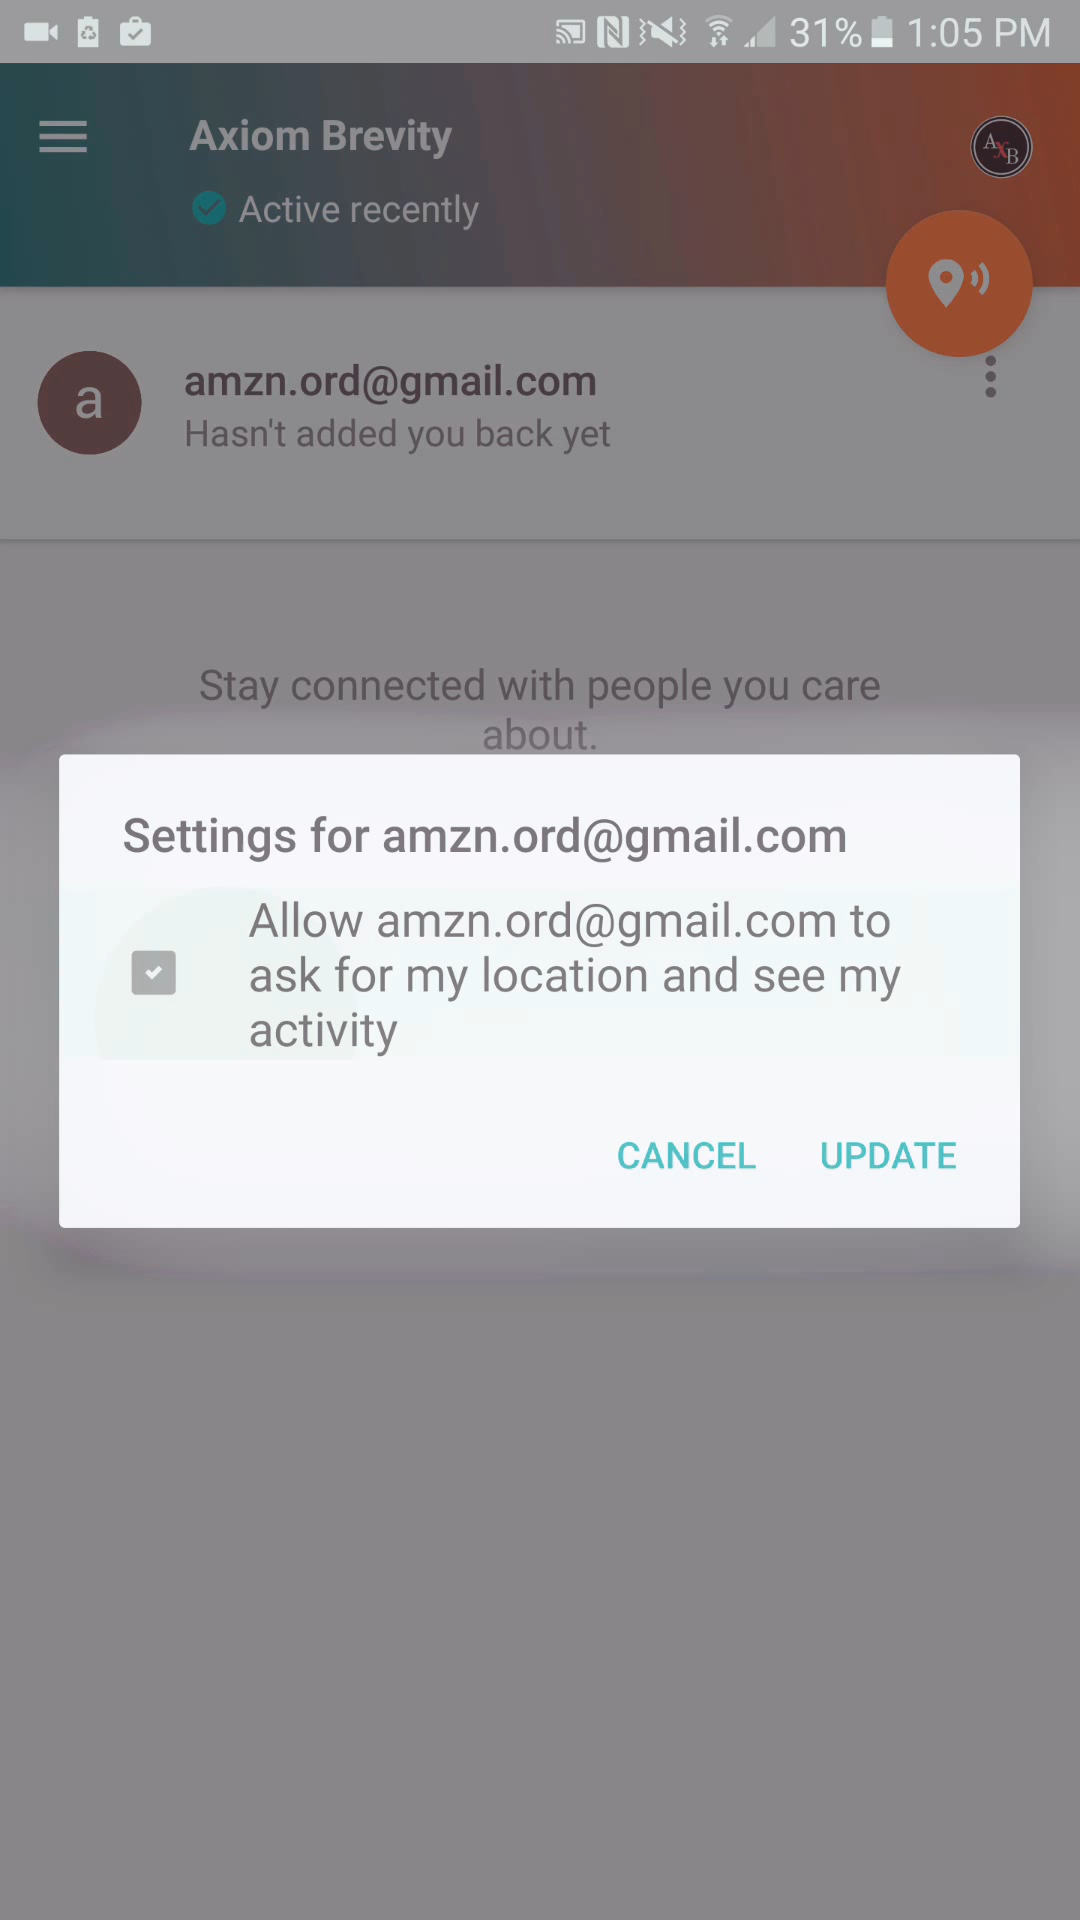 31% 1:05 PM
Axiom Brevity
AXB
Active recently
a
amzn.ord@gmail.com
Hasn't added you back yet
Stay connected with people you care
about.
Settings for amzn.ord@gmail.com
Allow amzn.ord@gmail.com to
ask for my location and see my
activity
CANCEL UPDATE